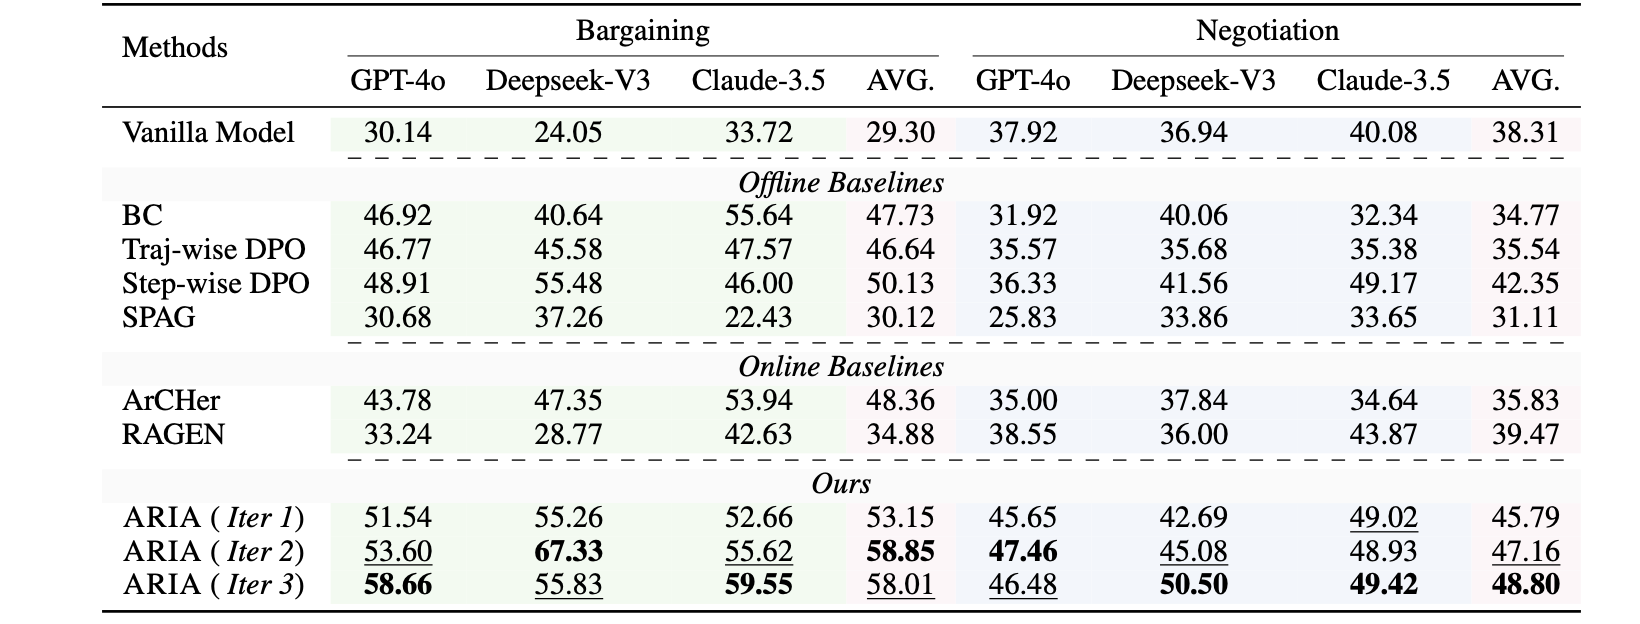 Methods Bargaining Negotiation
GPT-4o Deepseek-V3 Claude-3.5 AVG. GPT-4o Deepseek-V3 Claude-3.5 AVG.
Vanilla Model 30.14 24.05 33.72 29.30 37.92 36.94 40.08 38.31
Offline Baselines
BC 46.92 40.64 55.64 47.73 31.92 40.06 32.34 34.77
Traj-wise DPO 46.77 45.58 47.57 46.64 35.57 35.68 35.38 35.54
Step-wise DPO 48.91 55.48 46.00 50.13 36.33 41.56 49.17 42.35
SPAG 30.68 37.26 22.43 30.12 25.83 33.86 33.65 31.11
Online Baselines
ArCHer 43.78 47.35 53.94 48.36 35.00 37.84 34.64 35.83
RAGEN 33.24 28.77 42.63 34.88 38.55 36.00 43.87 39.47
Ours
ARIA ( Iter 1) 51.54 55.26 52.66 53.15 45.65 42.69 49.02 45.79
ARIA ( Iter 2) 53.60 67.33 55.62 58.85 47.46 45.08 48.93 47.16
ARIA ( Iter 3) 58.66 55.83 59.55 58.01 46.48 50.50 49.42 48.80